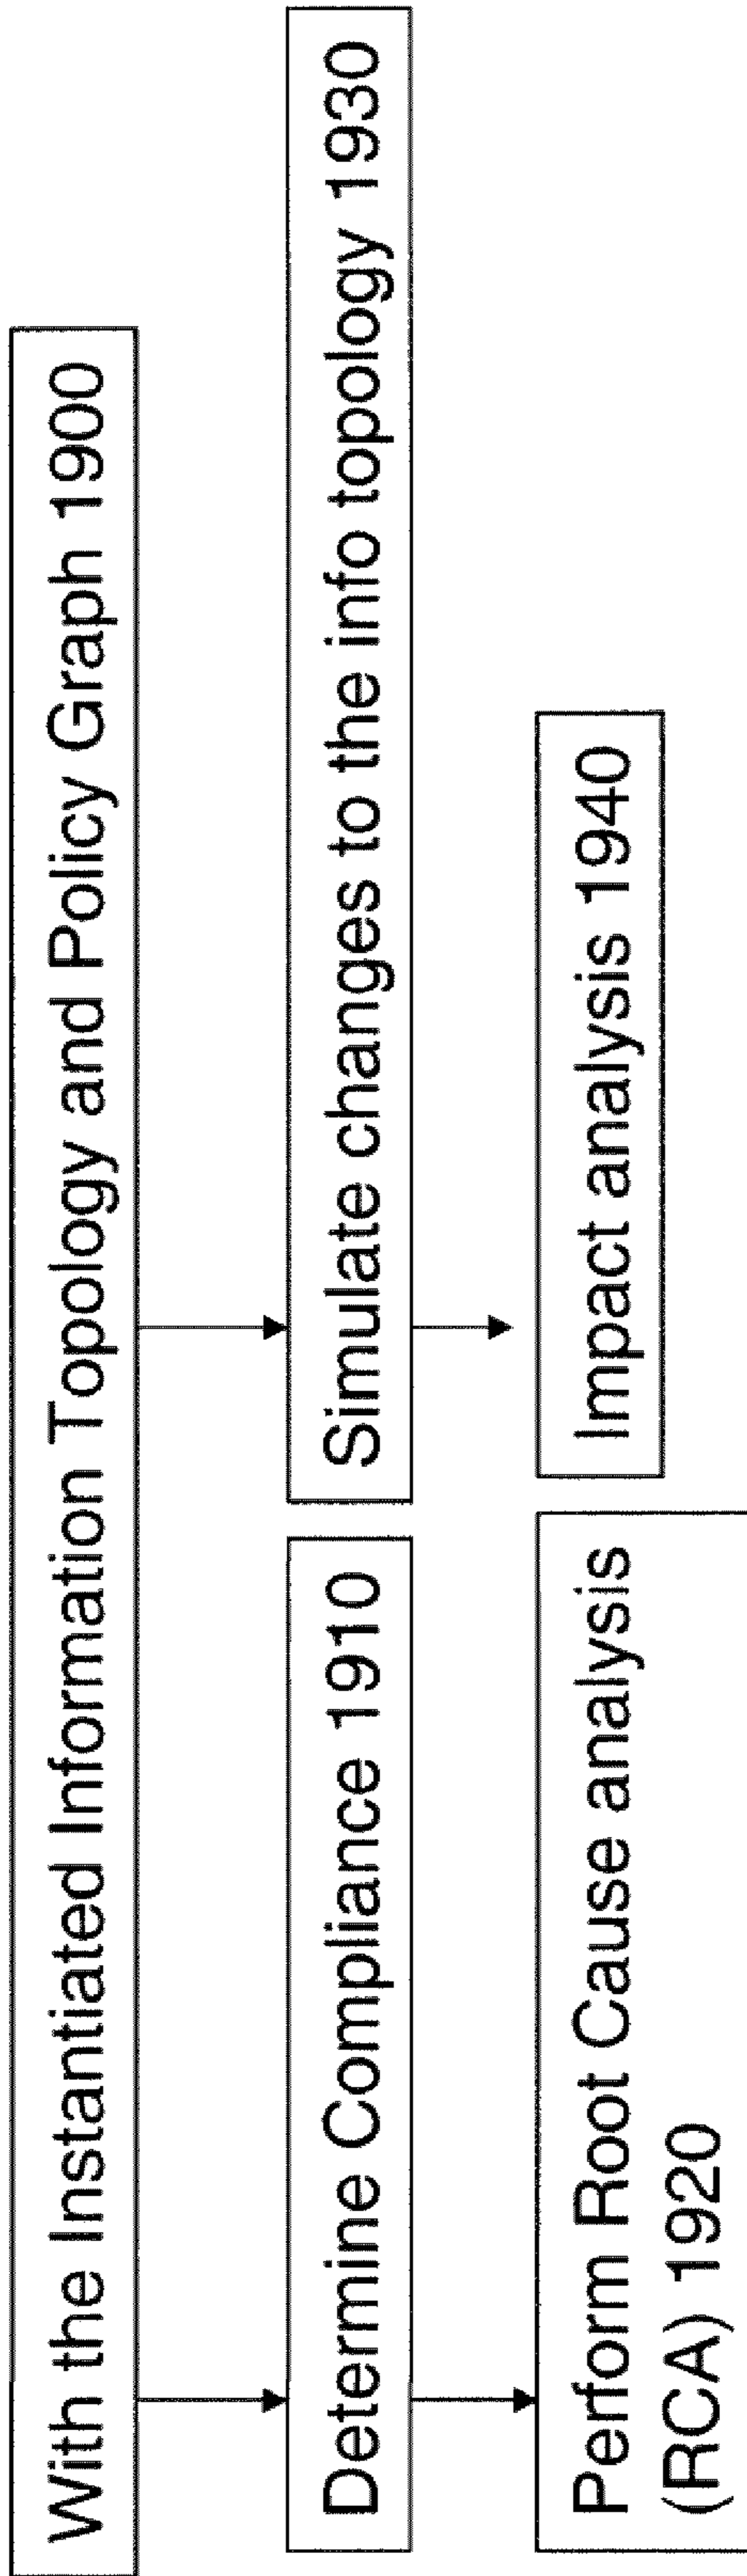 With the Instantiated Information Topology and Policy Graph 1900
Determine Compliance 1910
Simulate changes to the info topology 1930
Perform Root Cause analysis
(RCA) 1920
Impact analysis 1940